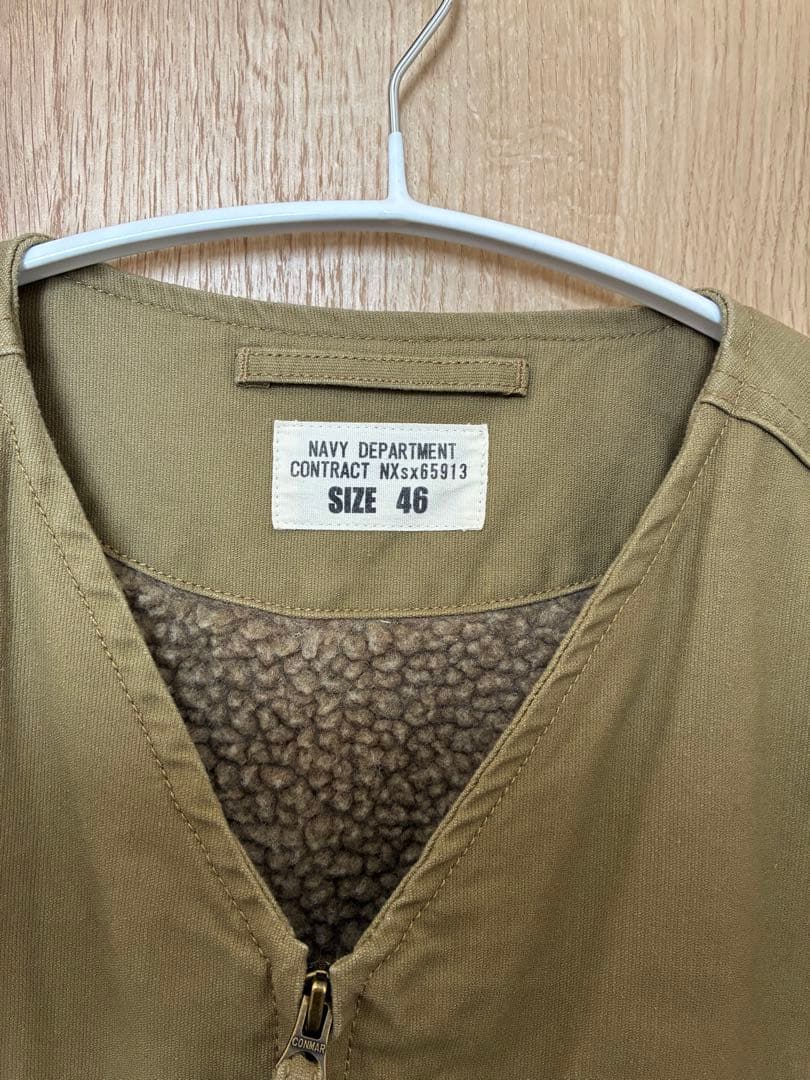 NAVY DEPARTMENT
CONTRACT NXsx65913
SIZE 46
CONMAR